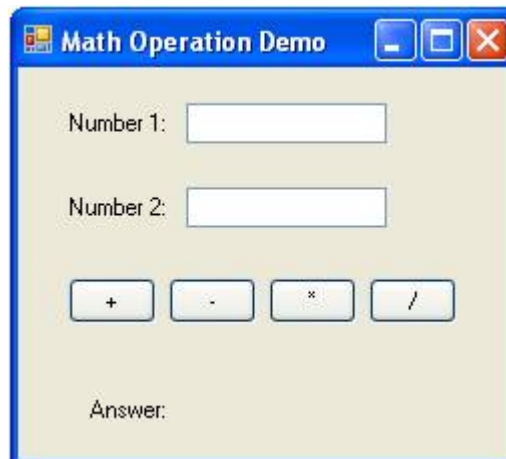 Math Operation Demo
Number 1:
Number 2:
+ - * /
Answer: